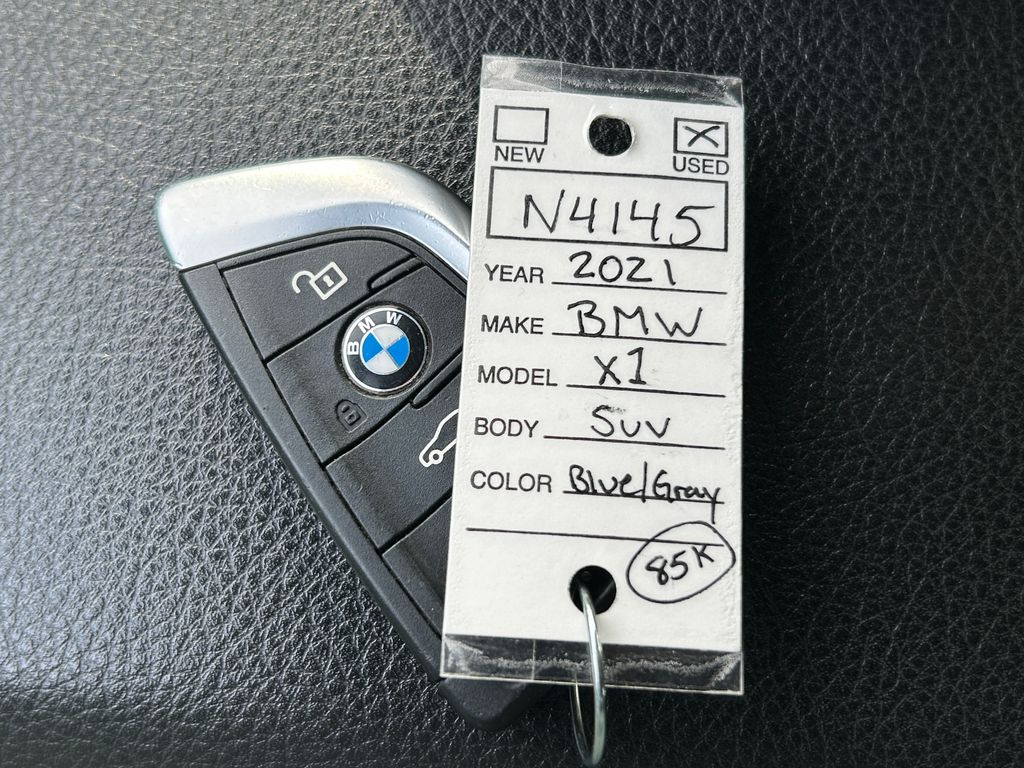 NEW
USED
N4145
YEAR 2021
MAKE BMW
MODEL X1
BODY SUV
COLOR Blue/Gray
85K
BMW